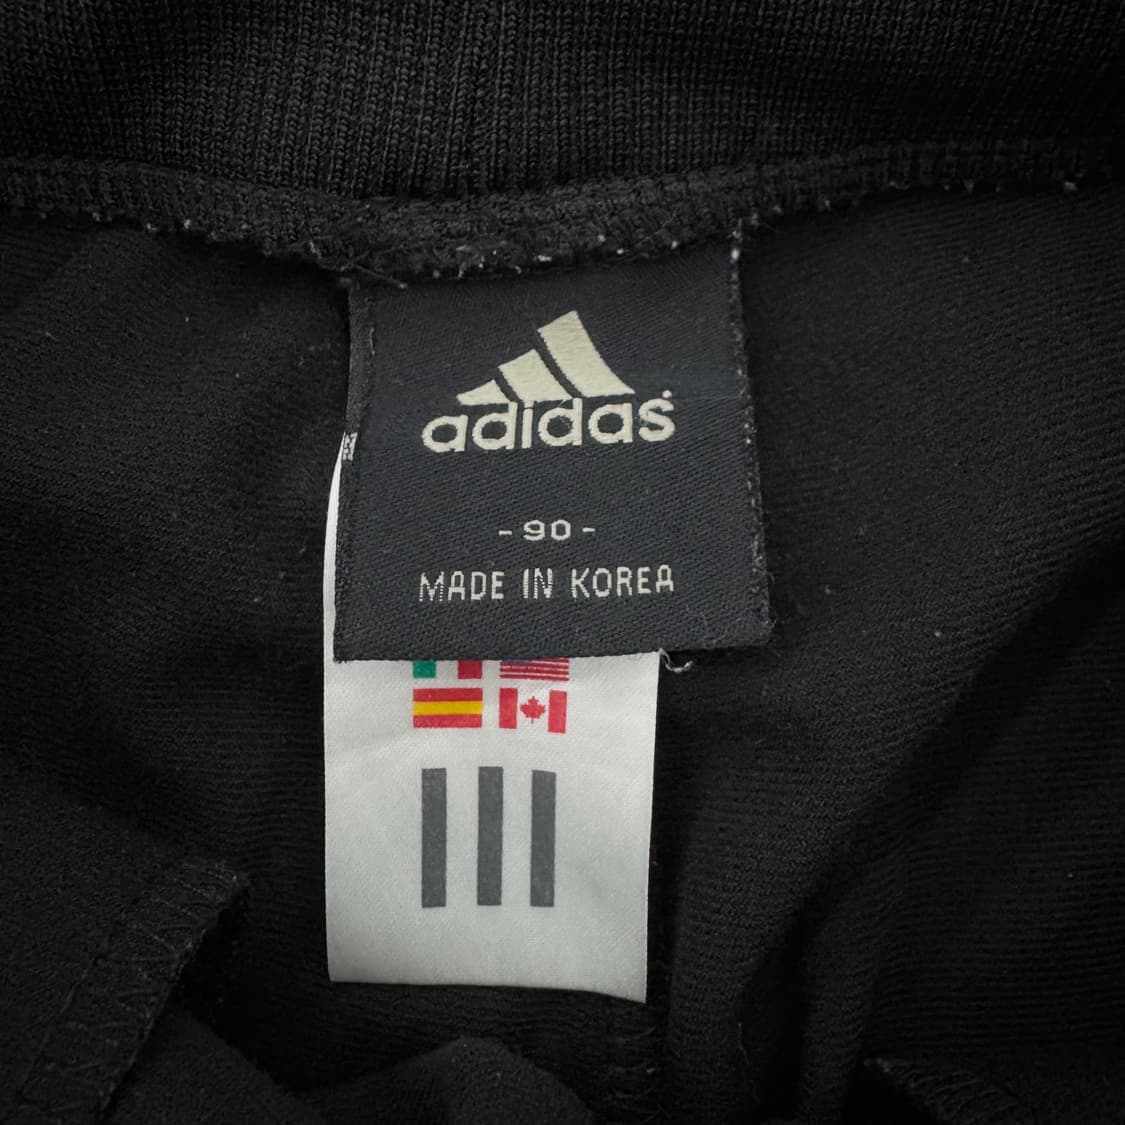 adidas
- 90 -
MADE IN KOREA